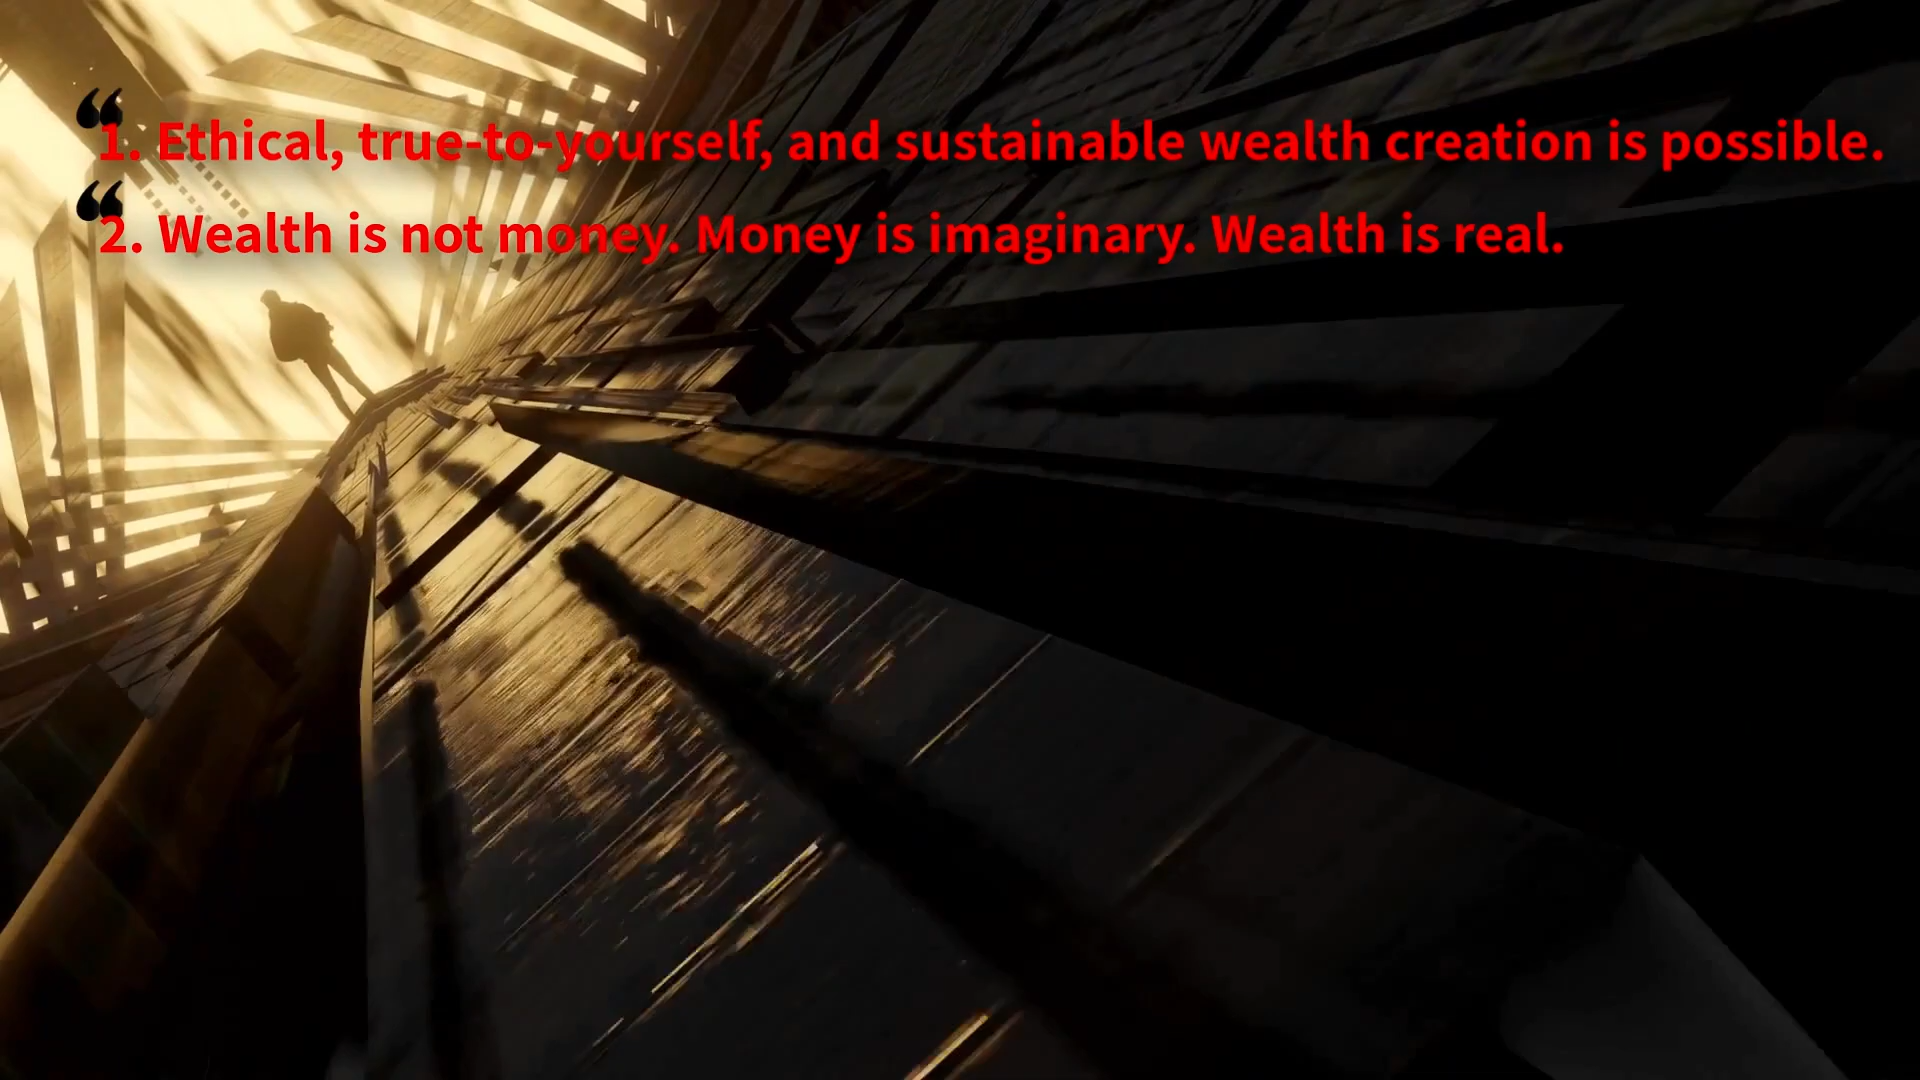 “1. Ethical, true-to-yourself, and sustainable wealth creation is possible.
“2. Wealth is not money. Money is imaginary. Wealth is real.